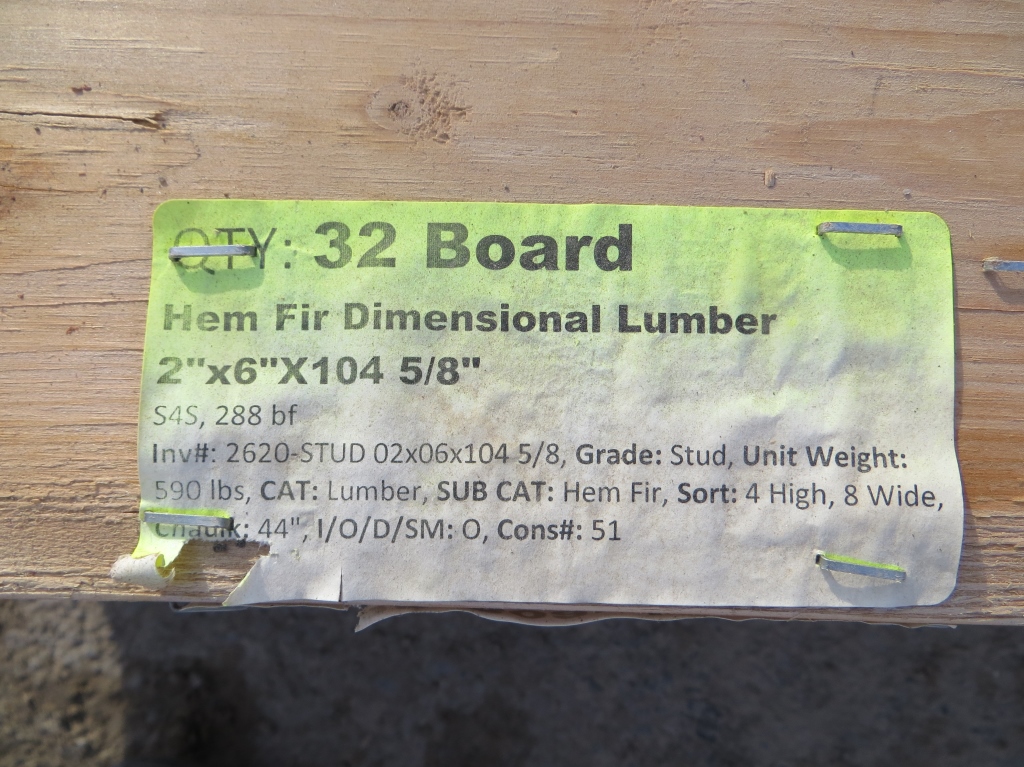 QTY: 32 Board
Hem Fir Dimensional Lumber
2"x6"X104 5/8"
S4S, 288 bf
Inv#: 2620-STUD 02x06x104 5/8, Grade: Stud, Unit Weight:
590 lbs, CAT: Lumber, SUB CAT: Hem Fir, Sort: 4 High, 8 Wide,
Chaulk: 44", I/O/D/SM: O, Cons#: 51